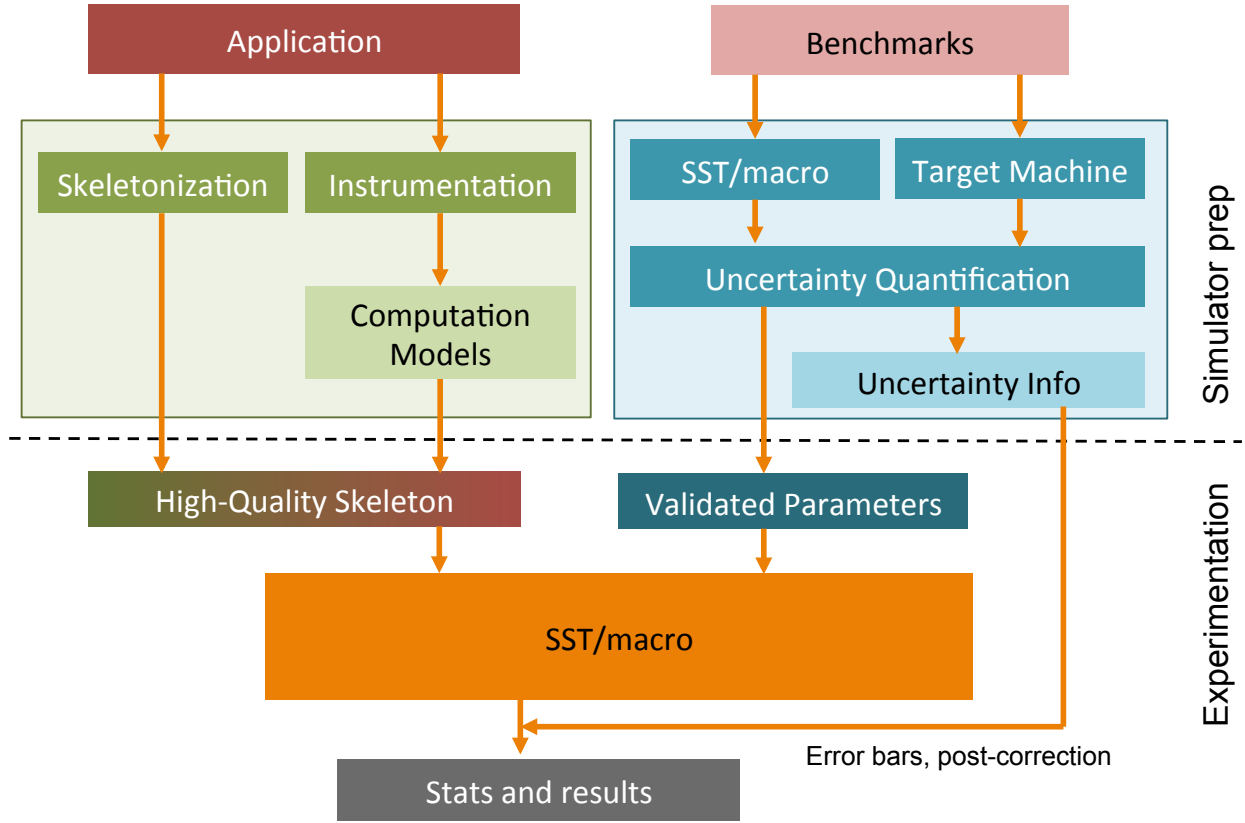 Application
Benchmarks
Skeletonization
Instrumentation
SST/macro
Target Machine
Uncertainty Quantification
Computation
Models
Uncertainty Info
Simulator prep
High-Quality Skeleton
Validated Parameters
SST/macro
Experimentation
Error bars, post-correction
Stats and results